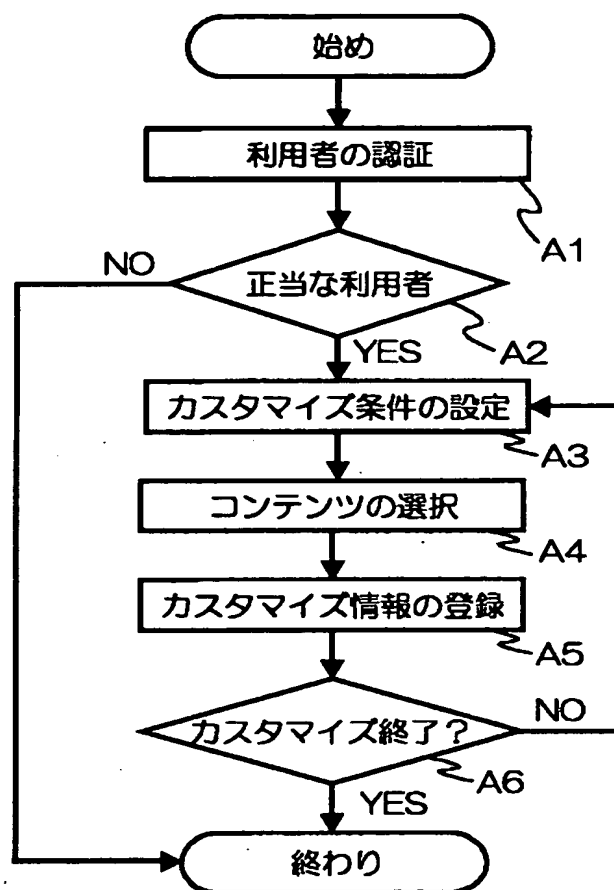 始め
利用者の認証
A1
NO
正当な利用者
A2
YES
カスタマイズ条件の設定
A3
コンテンツの選択
A4
カスタマイズ情報の登録
A5
カスタマイズ終了?
NO
A6
YES
終わり